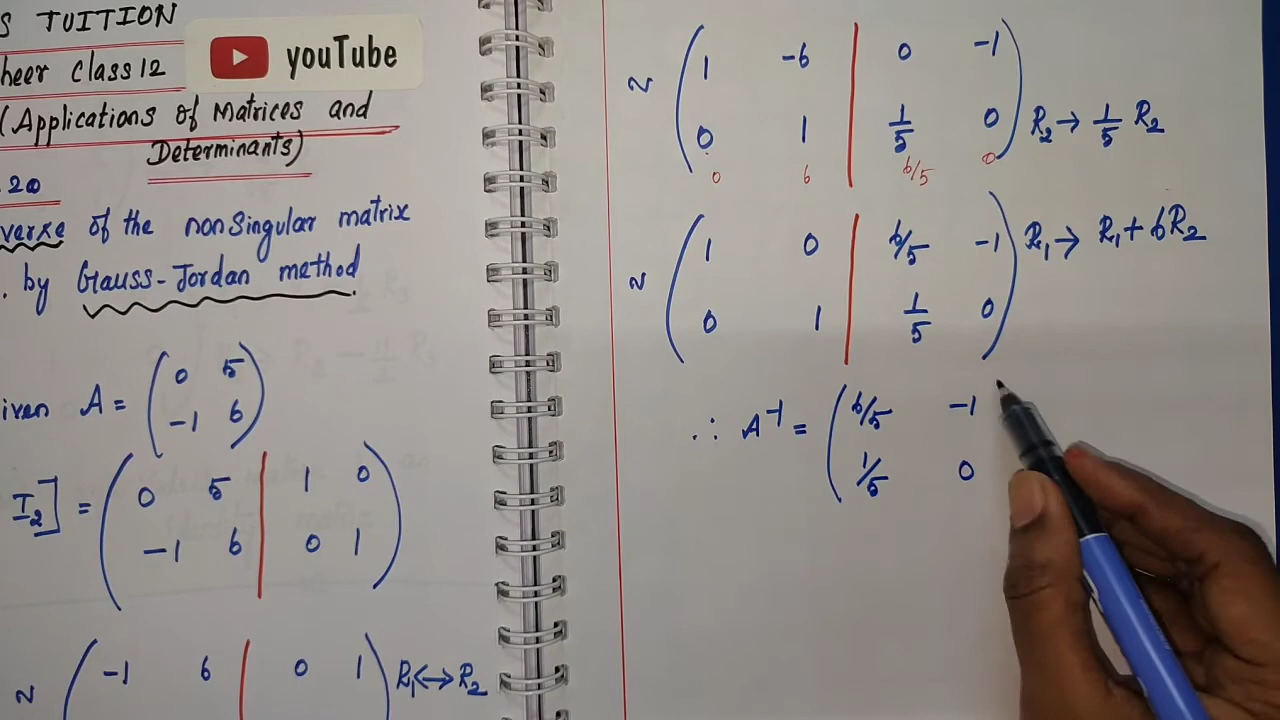 S TUITION
YouTube
heer Class 12
(Applications of Matrices and
Determinants)
.20
verse of the nonSingular matrix
. by Gauss-Jordan method.
iven A = ( 0 5
-1 6 )
I₂] = ( 0 5 | 1 0
-1 6 | 0 1 )
~ ( -1 6 | 0 1 R₁↔R₂
~ ( 1 -6 | 0 -1
0 1 | 1/5 0 ) R₂→ 1/5 R₂
0 6 6/5 0
~ ( 1 0 | 6/5 -1 R₁→ R₁+6R₂
0 1 | 1/5 0 )
∴ A⁻¹ = ( 6/5 -1
1/5 0